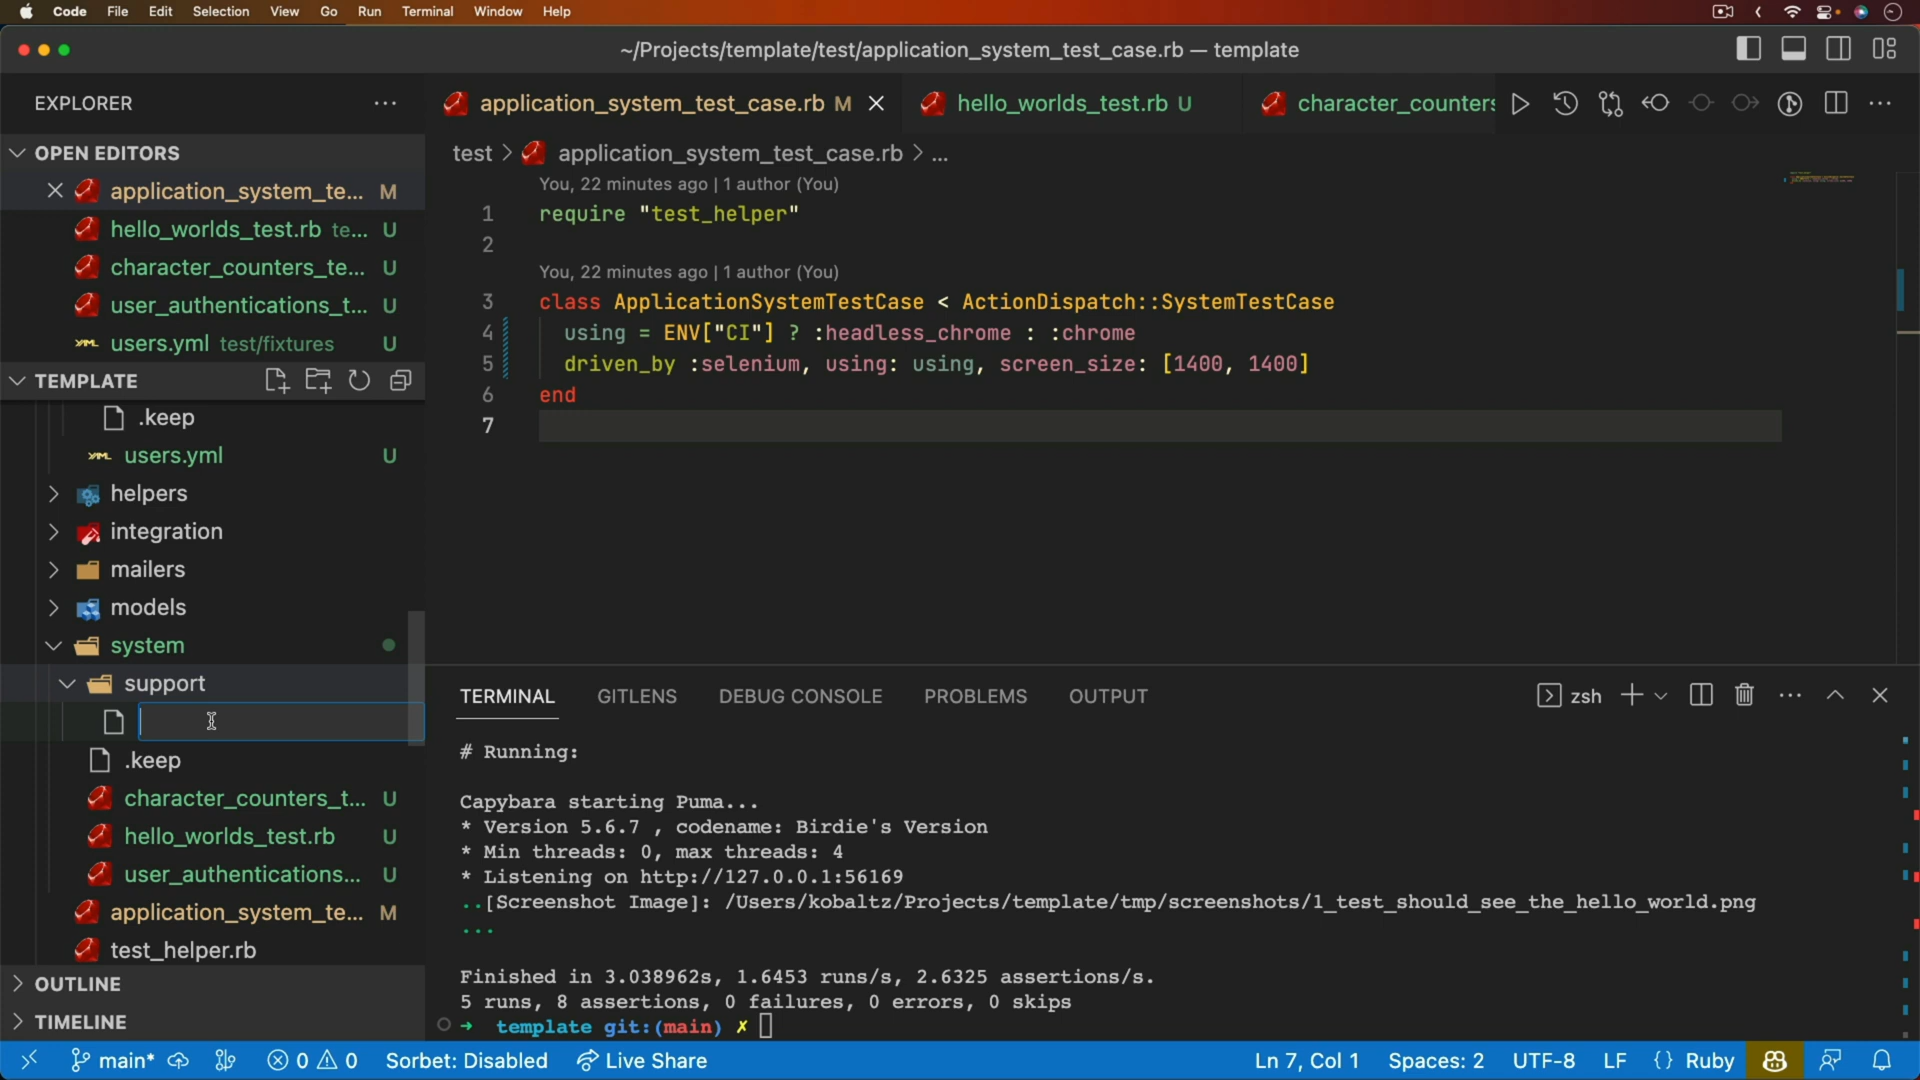 Code File Edit Selection View Go Run Terminal Window Help
~/Projects/template/test/application_system_test_case.rb — template
EXPLORER
OPEN EDITORS
application_system_te... M
hello_worlds_test.rb te... U
character_counters_te... U
user_authentications_t... U
users.yml test/fixtures U
TEMPLATE
.keep
users.yml U
helpers
integration
mailers
models
system
support
.keep
character_counters_t... U
hello_worlds_test.rb U
user_authentications... U
application_system_te... M
test_helper.rb
OUTLINE
TIMELINE
application_system_test_case.rb M
hello_worlds_test.rb U
character_counters
test > application_system_test_case.rb > ...
You, 22 minutes ago | 1 author (You)
1 require "test_helper"
2
You, 22 minutes ago | 1 author (You)
3 class ApplicationSystemTestCase < ActionDispatch::SystemTestCase
4 using = ENV["CI"] ? :headless_chrome : :chrome
5 driven_by :selenium, using: using, screen_size: [1400, 1400]
6 end
7
TERMINAL GITLENS DEBUG CONSOLE PROBLEMS OUTPUT
zsh
# Running:
Capybara starting Puma...
* Version 5.6.7 , codename: Birdie's Version
* Min threads: 0, max threads: 4
* Listening on http://127.0.0.1:56169
..[Screenshot Image]: /Users/kobaltz/Projects/template/tmp/screenshots/1_test_should_see_the_hello_world.png
...
Finished in 3.038962s, 1.6453 runs/s, 2.6325 assertions/s.
5 runs, 8 assertions, 0 failures, 0 errors, 0 skips
➜ template git:(main) ✗
main* 0 0 Sorbet: Disabled Live Share
Ln 7, Col 1 Spaces: 2 UTF-8 LF {} Ruby